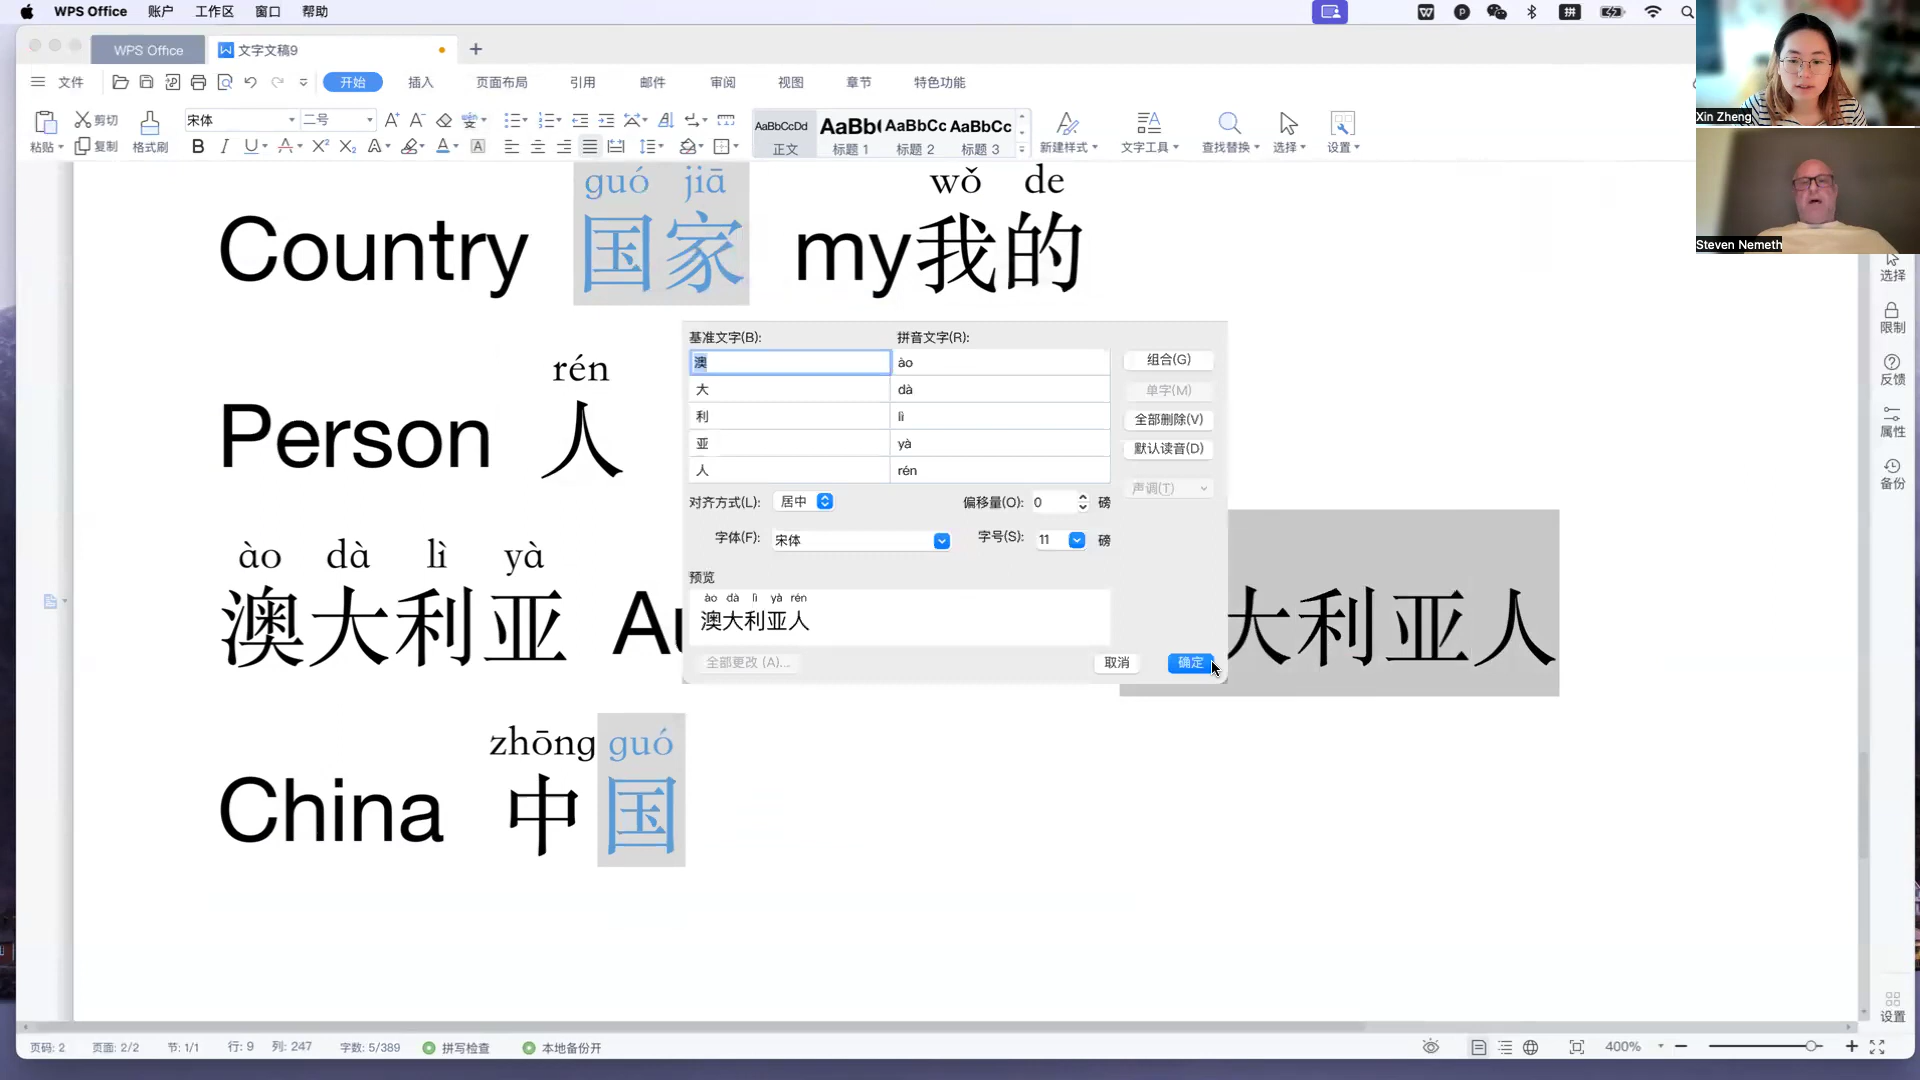 WPS Office 账户 工作区 窗口 帮助
WPS Office 文字文稿9
文件 开始 插入 页面布局 引用 邮件 审阅 视图 章节 特色功能
粘贴 剪切 复制 格式刷 宋体 二号 AaBbCcDd AaBb( AaBbCc AaBbCc
正文 标题 1 标题 2 标题 3 新建样式 文字工具 查找替换 选择 设置
Xin Zheng
Steven Nemeth
guó jiā wǒ de
Country 国家 my我的
rén
Person 人
ào dà lì yà
澳大利亚 Au 大利亚人
zhōng guó
China 中国
基准文字(B): 拼音文字(R):
澳 ào
大 dà
利 lì
亚 yà
人 rén
组合(G)
单字(M)
全部删除(V)
默认读音(D)
声调(T)
对齐方式(L): 居中 偏移量(O): 0 磅
字体(F): 宋体 字号(S): 11 磅
预览
ào dà lì yà rén
澳大利亚人
全部更改 (A)... 取消 确定
选择
限制
反馈
属性
备份
设置
页码: 2 页面: 2/2 节: 1/1 行: 9 列: 247 字数: 5/389 拼写检查 本地备份开 400%